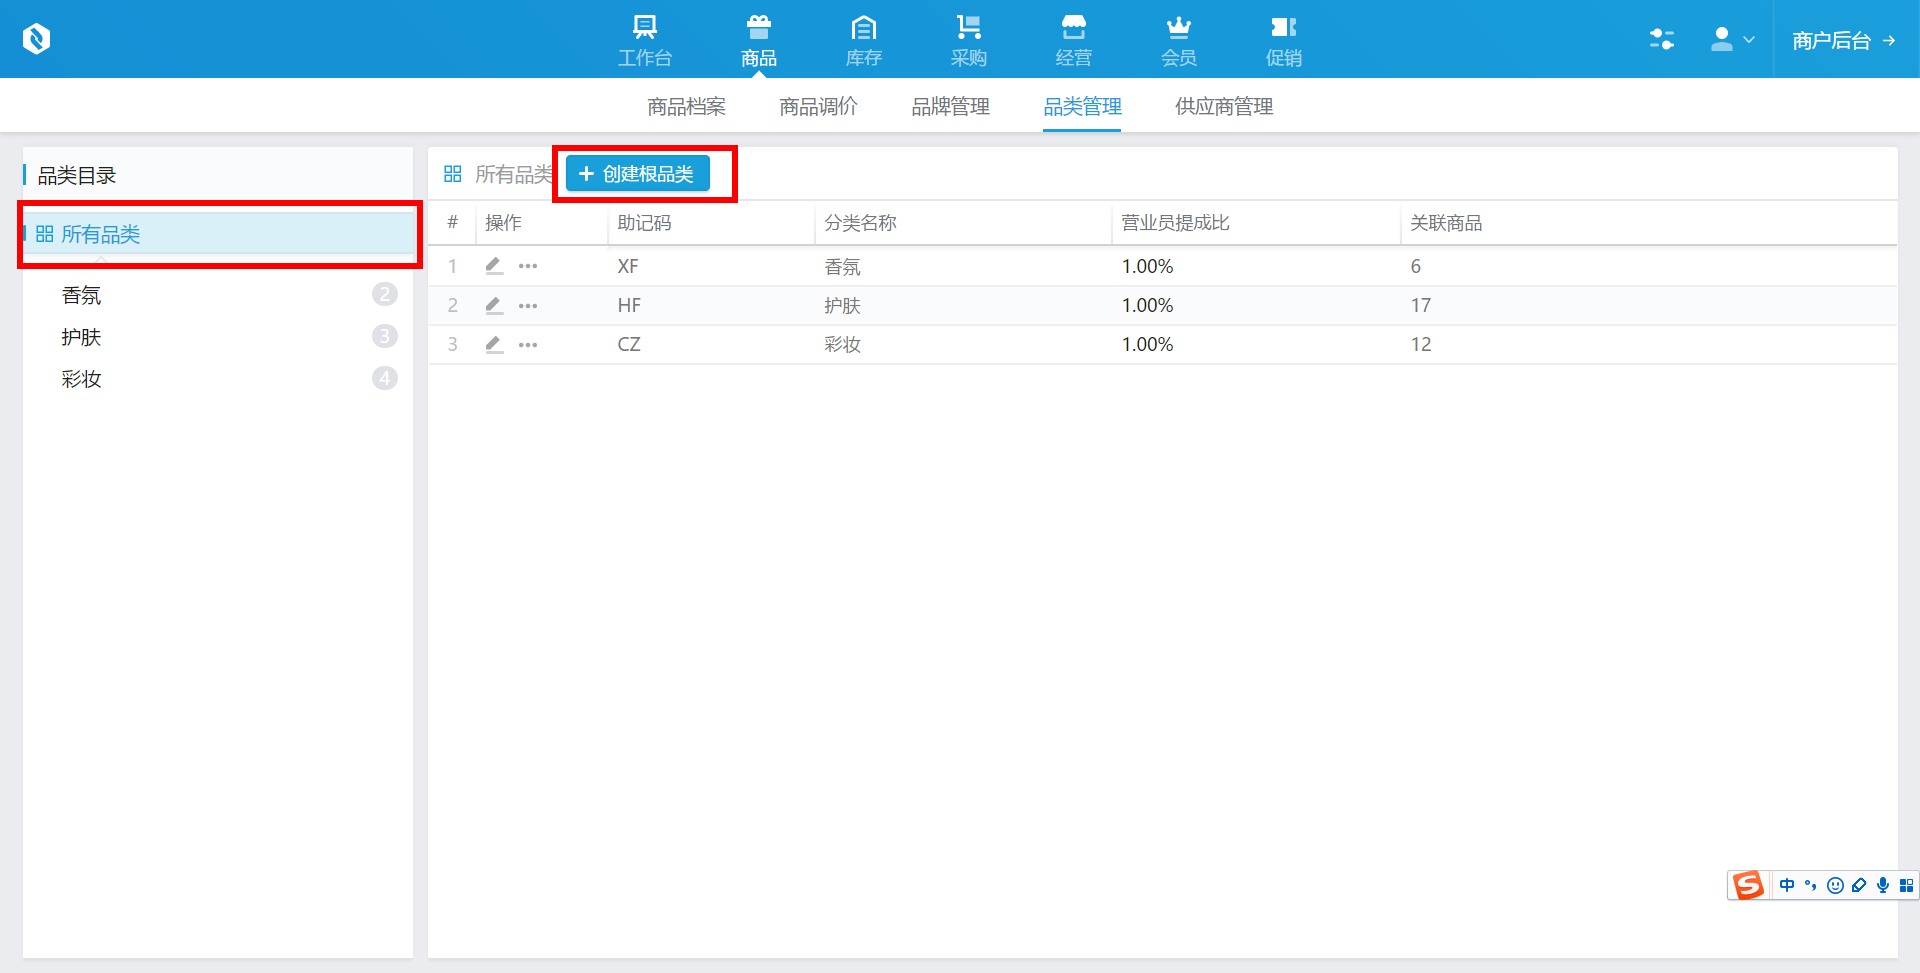 工作台 商品 库存 采购 经营 会员 促销 商户后台 →
商品档案 商品调价 品牌管理 品类管理 供应商管理
品类目录
所有品类
香氛 2
护肤 3
彩妆 4
所有品类 + 创建根品类
# 操作 助记码 分类名称 营业员提成比 关联商品
1 XF 香氛 1.00% 6
2 HF 护肤 1.00% 17
3 CZ 彩妆 1.00% 12
S 中 °,